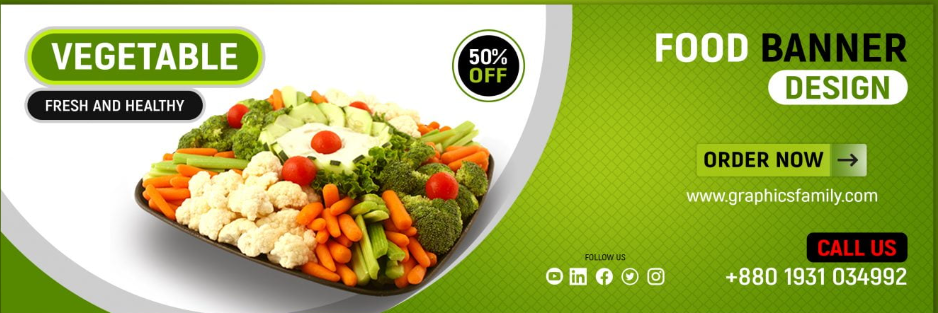 VEGETABLE
FRESH AND HEALTHY
50%
OFF
FOOD BANNER
DESIGN
ORDER NOW
www.graphicsfamily.com
CALL US
+880 1931 034992
FOLLOW US